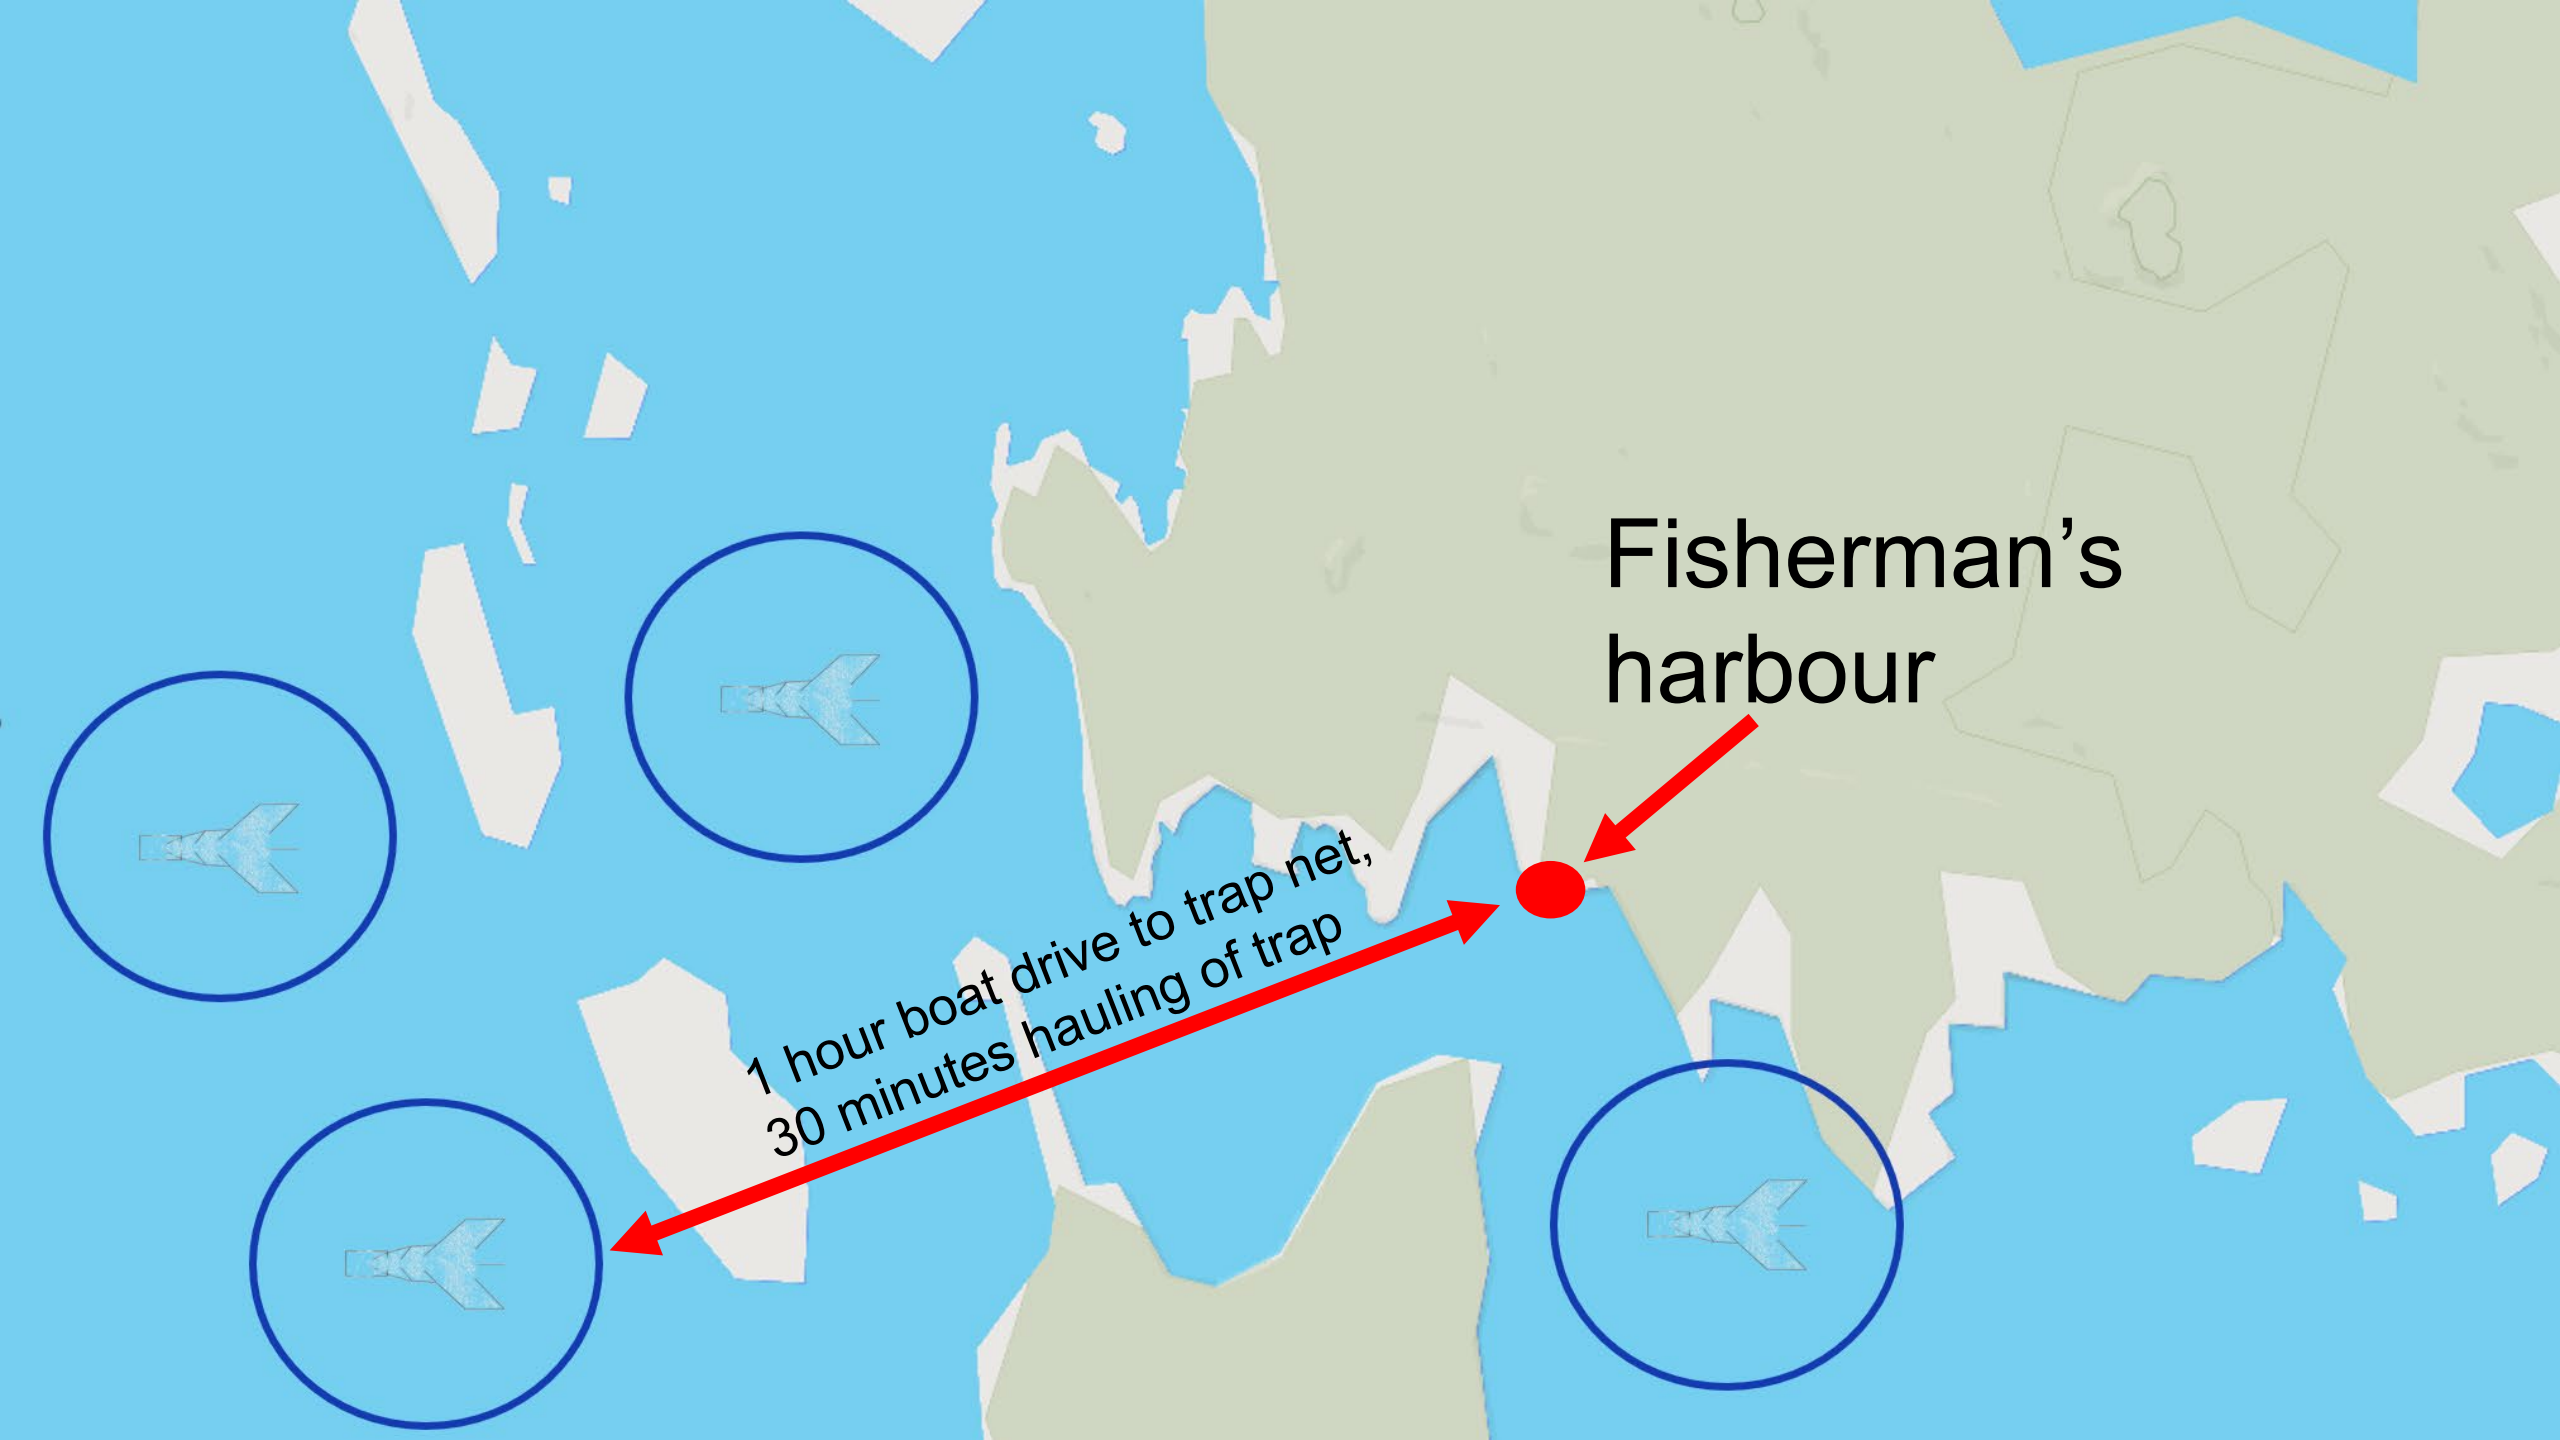 Fisherman’s
harbour
1 hour boat drive to trap net,
30 minutes hauling of trap